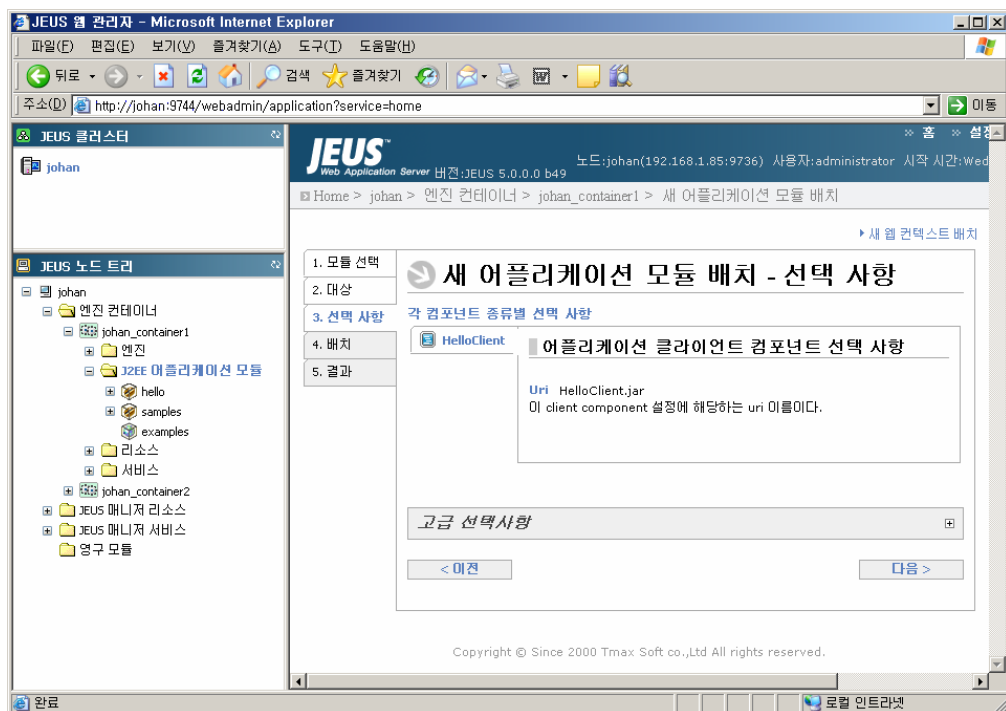 JEUS 웹 관리자 - Microsoft Internet Explorer
파일(F) 편집(E) 보기(V) 즐겨찾기(A) 도구(T) 도움말(H)
뒤로 검색 즐겨찾기
주소(D) http://johan:9744/webadmin/application?service=home 이동
JEUS 클러스터
johan
JEUS 노드 트리
johan
엔진 컨테이너
johan_container1
엔진
J2EE 어플리케이션 모듈
hello
samples
examples
리소스
서비스
johan_container2
JEUS 매니저 리소스
JEUS 매니저 서비스
영구 모듈
» 홈 » 설정
JEUS™
Web Application Server 버전:JEUS 5.0.0.0 b49
노드:johan(192.168.1.85:9736) 사용자:administrator 시작 시간:Wed
Home > johan > 엔진 컨테이너 > johan_container1 > 새 어플리케이션 모듈 배치
새 웹 컨텍스트 배치
1. 모듈 선택
2. 대상
3. 선택 사항
4. 배치
5. 결과
새 어플리케이션 모듈 배치 - 선택 사항
각 컴포넌트 종류별 선택 사항
HelloClient
어플리케이션 클라이언트 컴포넌트 선택 사항
Uri HelloClient.jar
이 client component 설정에 해당하는 uri 이름이다.
고급 선택사항
< 이전
다음 >
Copyright © Since 2000 Tmax Soft co.,Ltd All rights reserved.
완료
로컬 인트라넷